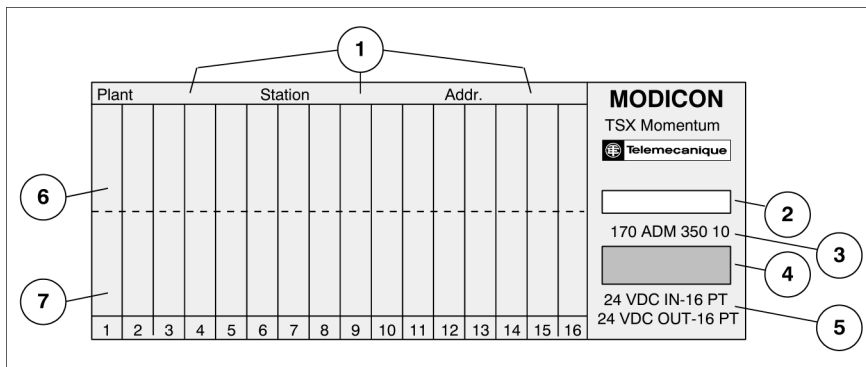 1
Plant Station Addr.
MODICON
TSX Momentum
Telemecanique
6
2
170 ADM 350 10
3
4
7
24 VDC IN-16 PT
5
24 VDC OUT-16 PT
1 2 3 4 5 6 7 8 9 10 11 12 13 14 15 16